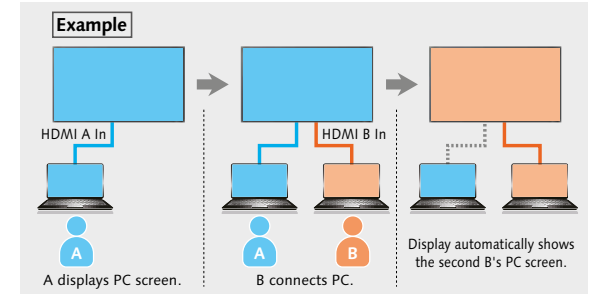 Example
HDMI A In
HDMI B In
A
A
B
A displays PC screen.
B connects PC.
Display automatically shows
the second B's PC screen.